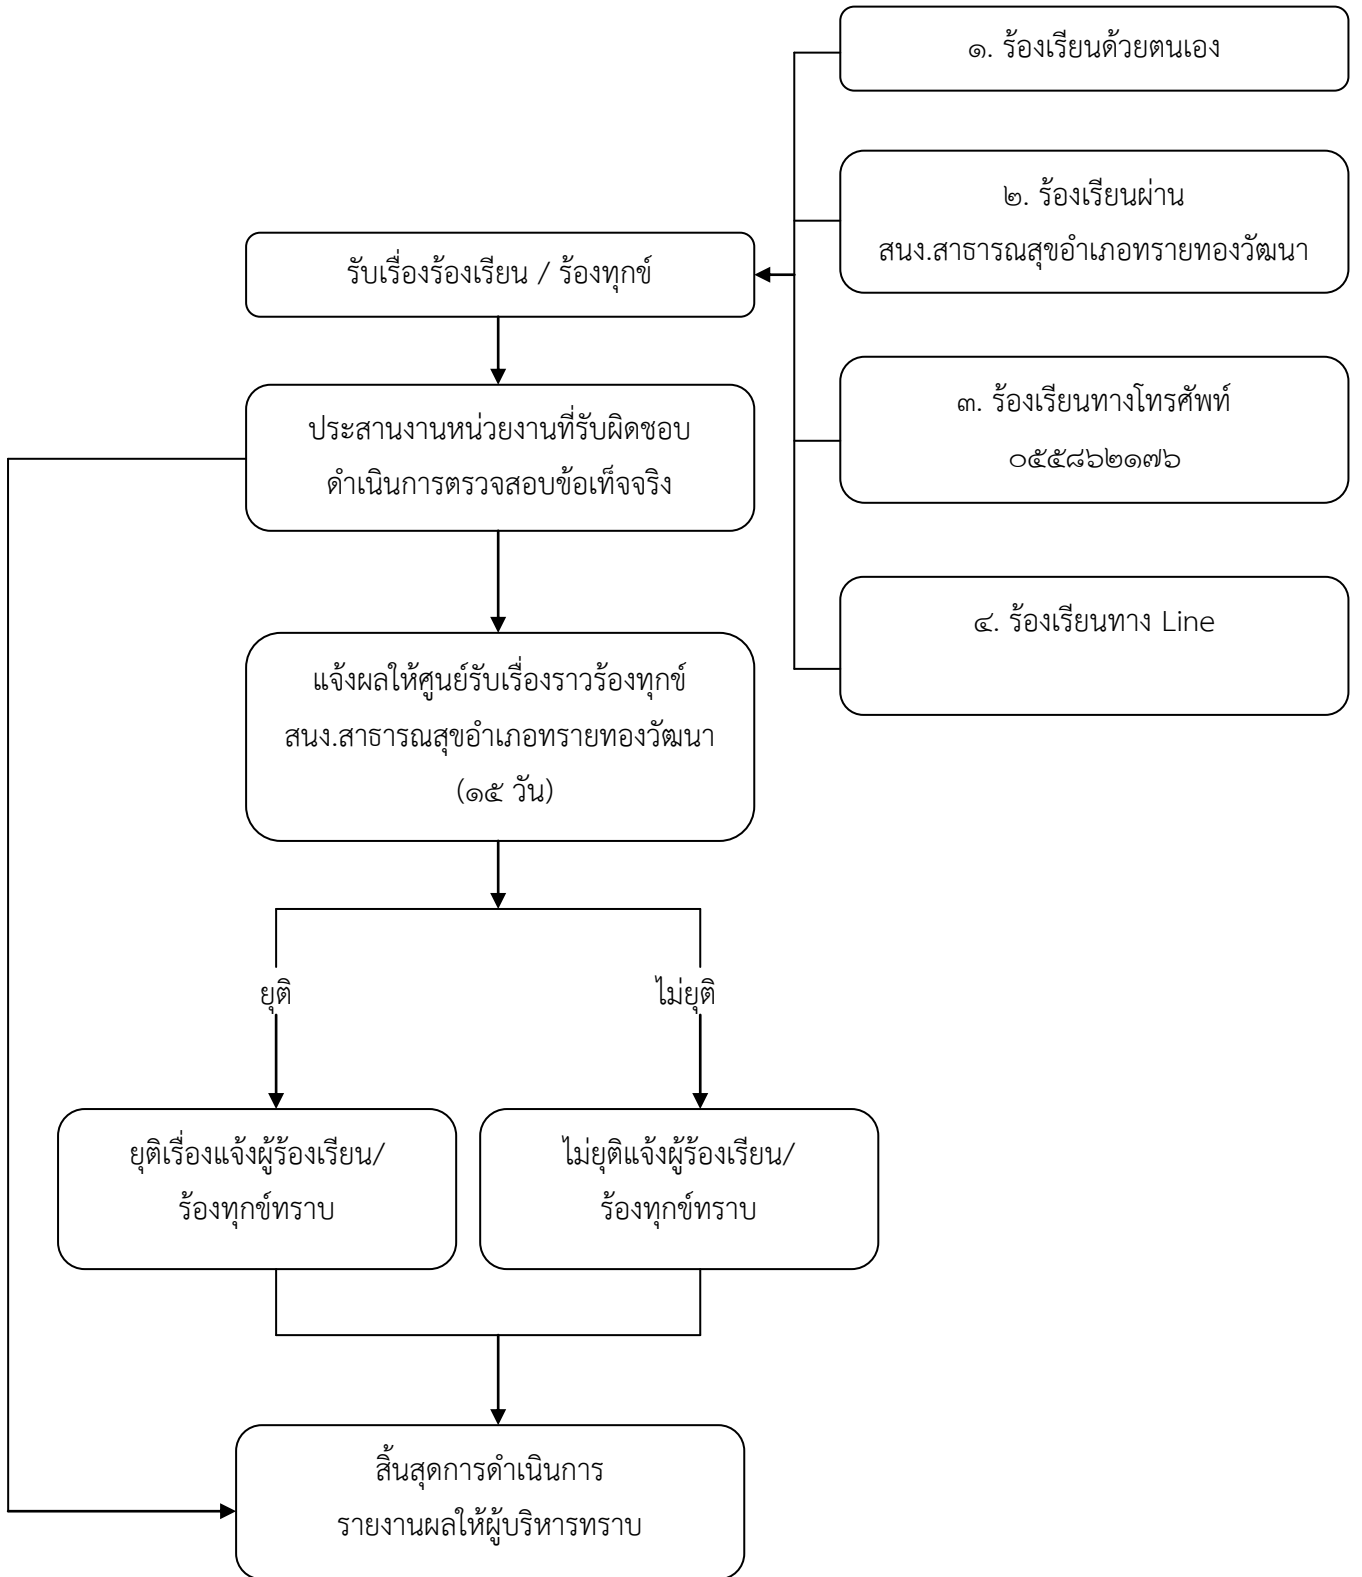 ๑. ร้องเรียนด้วยตนเอง
๒. ร้องเรียนผ่าน
สนง.สาธารณสุขอำเภอทรายทองวัฒนา
๓. ร้องเรียนทางโทรศัพท์
๐๕๕๘๖๒๑๗๖
๔. ร้องเรียนทาง Line
รับเรื่องร้องเรียน / ร้องทุกข์
ประสานงานหน่วยงานที่รับผิดชอบ
ดำเนินการตรวจสอบข้อเท็จจริง
แจ้งผลให้ศูนย์รับเรื่องราวร้องทุกข์
สนง.สาธารณสุขอำเภอทรายทองวัฒนา
(๑๕ วัน)
ยุติ
ไม่ยุติ
ยุติเรื่องแจ้งผู้ร้องเรียน/
ร้องทุกข์ทราบ
ไม่ยุติแจ้งผู้ร้องเรียน/
ร้องทุกข์ทราบ
สิ้นสุดการดำเนินการ
รายงานผลให้ผู้บริหารทราบ